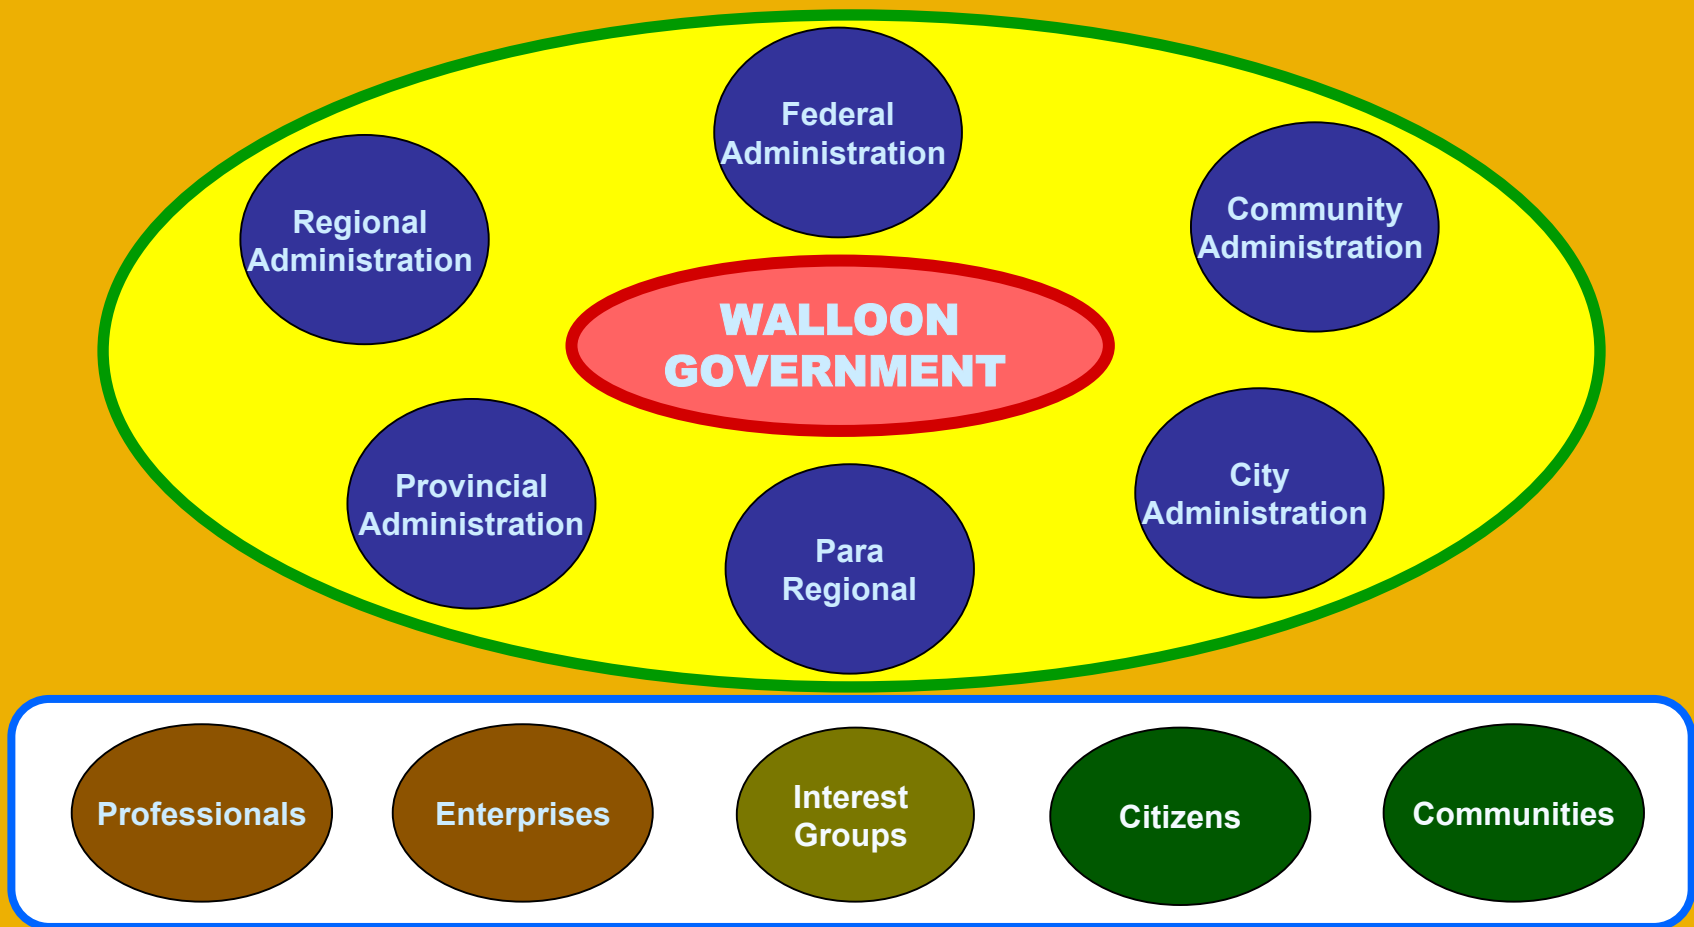 Federal
Administration
Regional
Administration
Community
Administration
WALLOON
GOVERNMENT
Provincial
Administration
City
Administration
Para
Regional
Professionals
Enterprises
Interest
Groups
Citizens
Communities